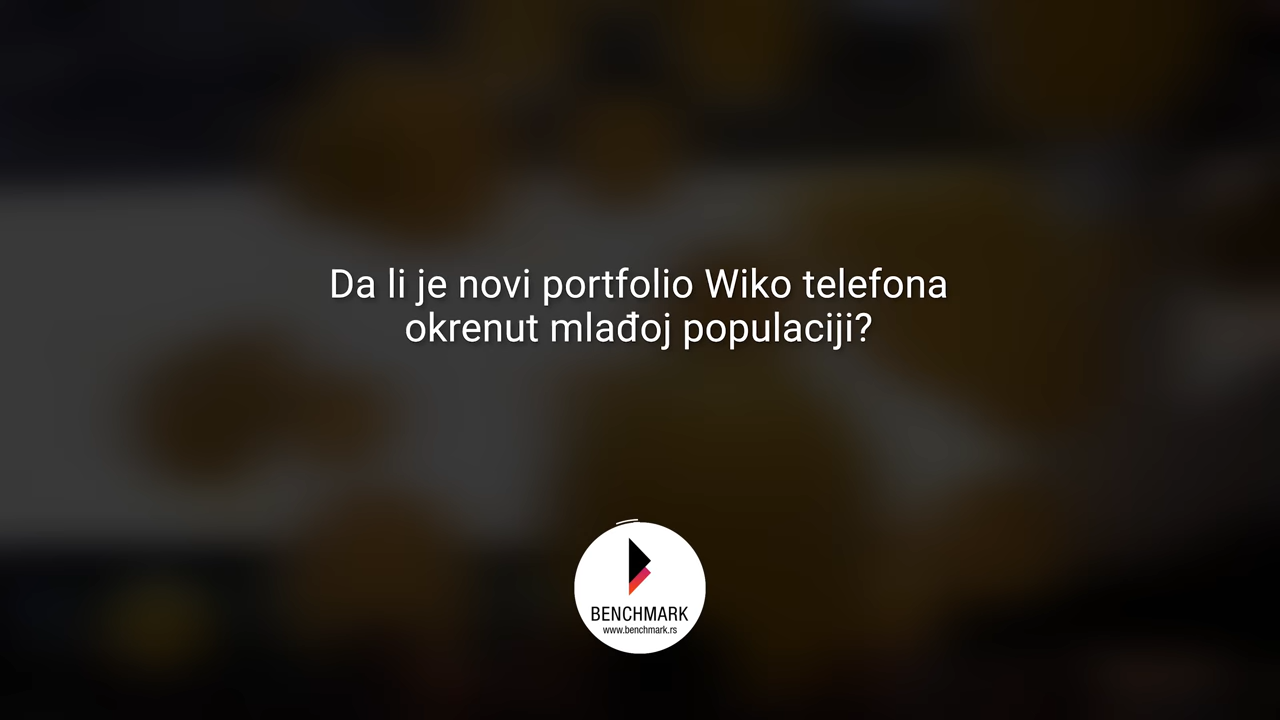 Da li je novi portfolio Wiko telefona
okrenut mlađoj populaciji?
BENCHMARK
www.benchmark.rs